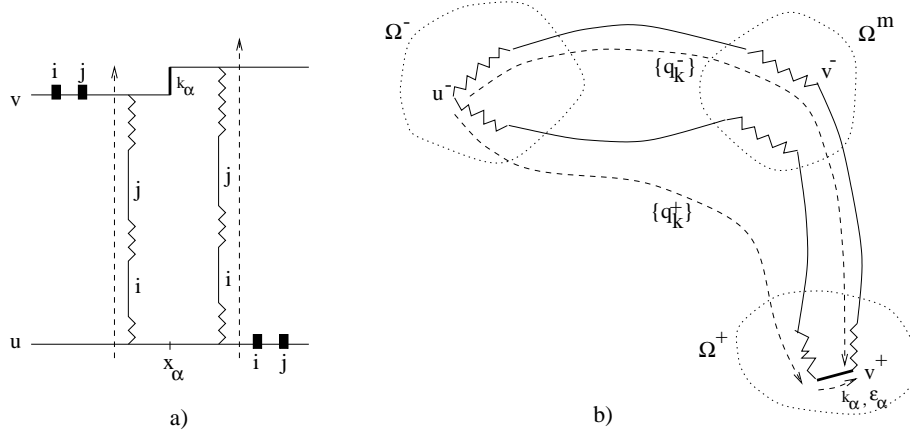 i j
v
k_α
j j
i i
u
x_α
i j
a)
Ω^-
Ω^m
{q_k^-}
v^-
u^-
{q_k^+}
Ω^+
v^+
k_α, ε_α
b)